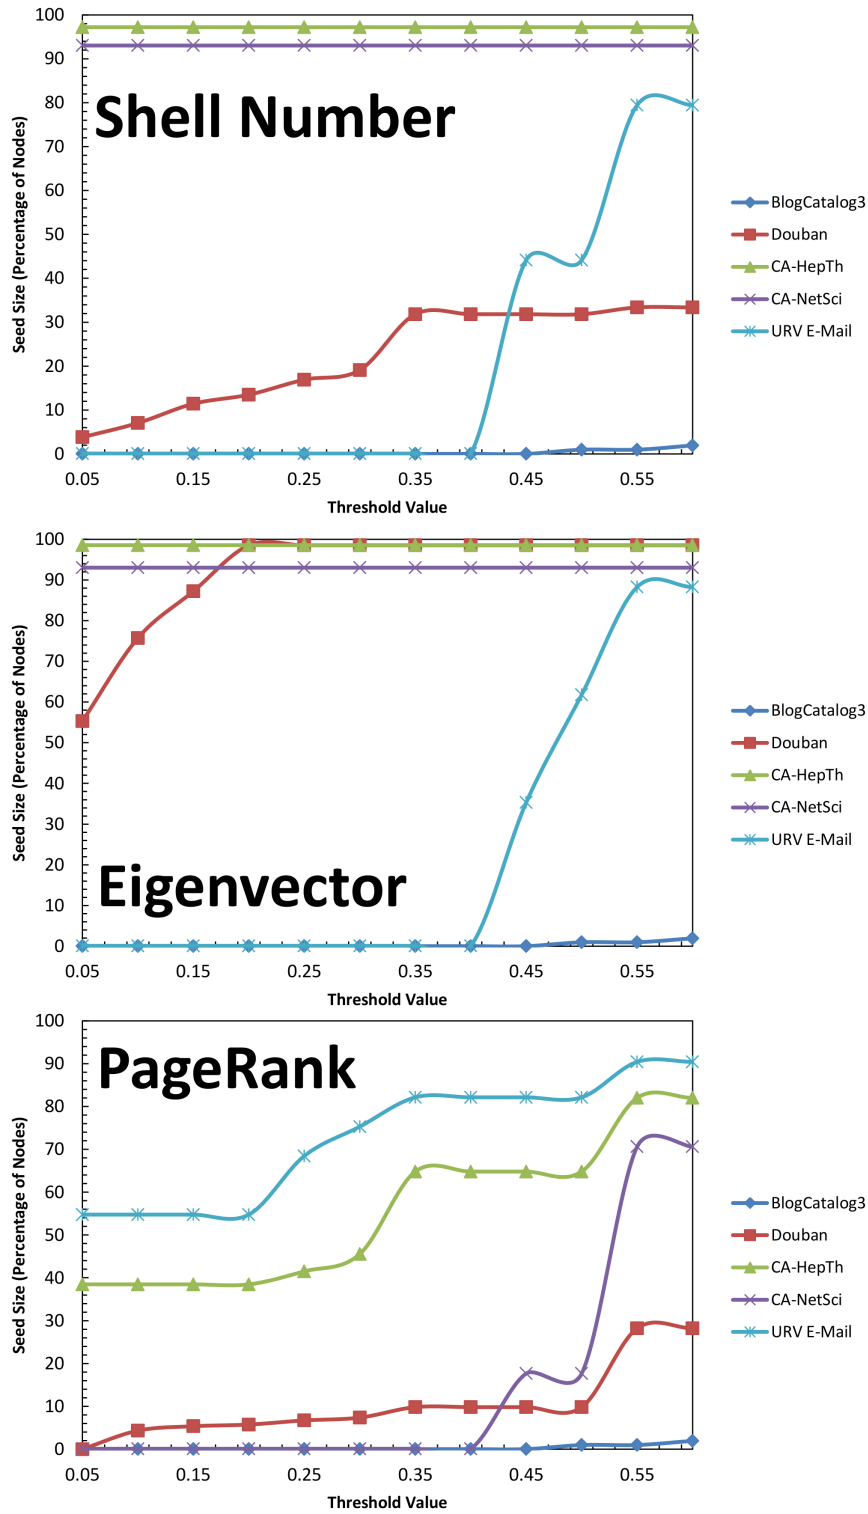 100
90
80
70
60
50
40
30
20
10
0
Seed Size (Percentage of Nodes)
Shell Number
0.05 0.15 0.25 0.35 0.45 0.55
Threshold Value
BlogCatalog3
Douban
CA-HepTh
CA-NetSci
URV E-Mail
100
90
80
70
60
50
40
30
20
10
0
Seed Size (Percentage of Nodes)
Eigenvector
0.05 0.15 0.25 0.35 0.45 0.55
Threshold Value
BlogCatalog3
Douban
CA-HepTh
CA-NetSci
URV E-Mail
100
90
80
70
60
50
40
30
20
10
0
Seed Size (Percentage of Nodes)
PageRank
0.05 0.15 0.25 0.35 0.45 0.55
Threshold Value
BlogCatalog3
Douban
CA-HepTh
CA-NetSci
URV E-Mail